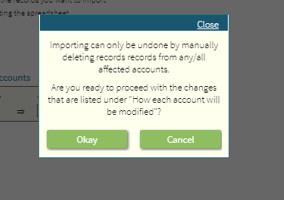 the records you want to import
ting the spreadsheet
Close
Importing can only be undone by manually
deleting records records from any/all
affected accounts.
ccounts
Are you ready to proceed with the changes
that are listed under "How each account will
be modified"?
Okay
Cancel